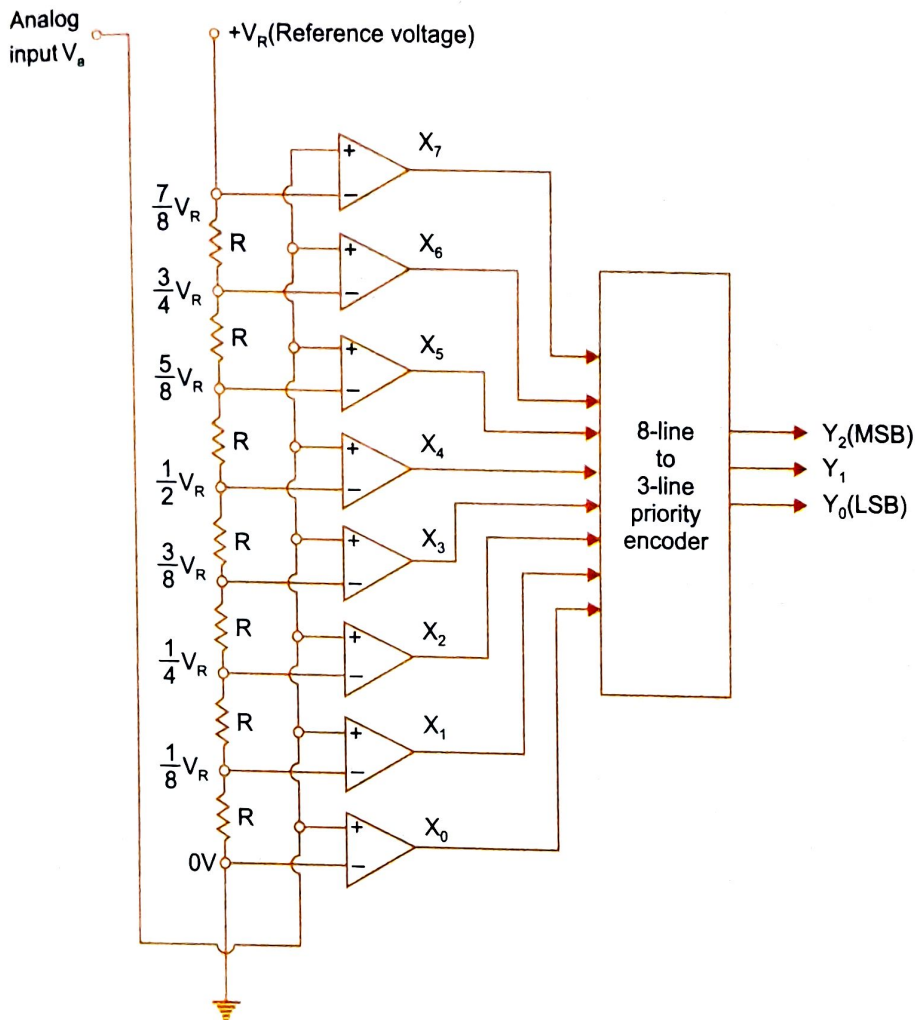 Analog
input Va
+VR(Reference voltage)
+
−
X7
7/8 VR
R
+
−
X6
3/4 VR
R
+
−
X5
5/8 VR
R
+
−
X4
1/2 VR
R
+
−
X3
3/8 VR
R
+
−
X2
1/4 VR
R
+
−
X1
1/8 VR
R
+
−
X0
0V
8-line
to
3-line
priority
encoder
Y2(MSB)
Y1
Y0(LSB)